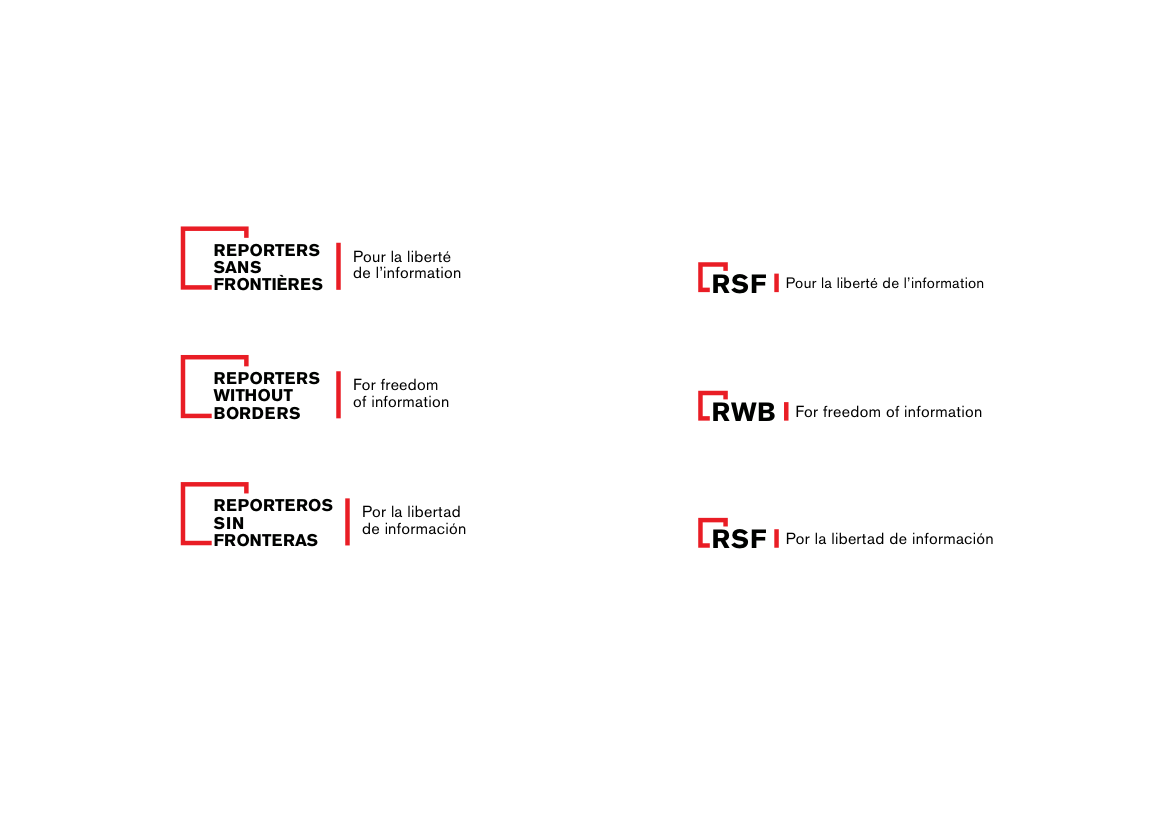 REPORTERS
SANS
FRONTIÈRES
Pour la liberté
de l’information
RSF
Pour la liberté de l’information
REPORTERS
WITHOUT
BORDERS
For freedom
of information
RWB
For freedom of information
REPORTEROS
SIN
FRONTERAS
Por la libertad
de información
RSF
Por la libertad de información